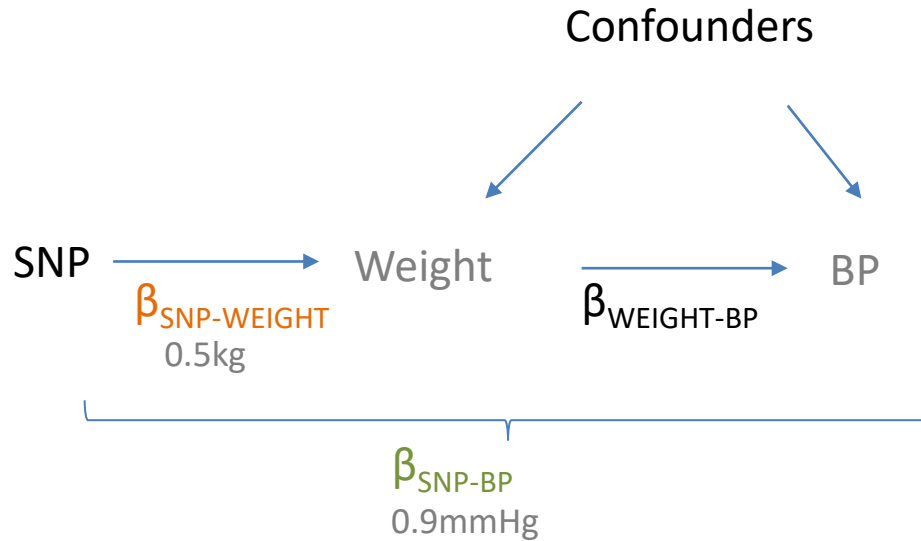 Confounders
SNP
Weight
BP
βSNP-WEIGHT
0.5kg
βWEIGHT-BP
βSNP-BP
0.9mmHg